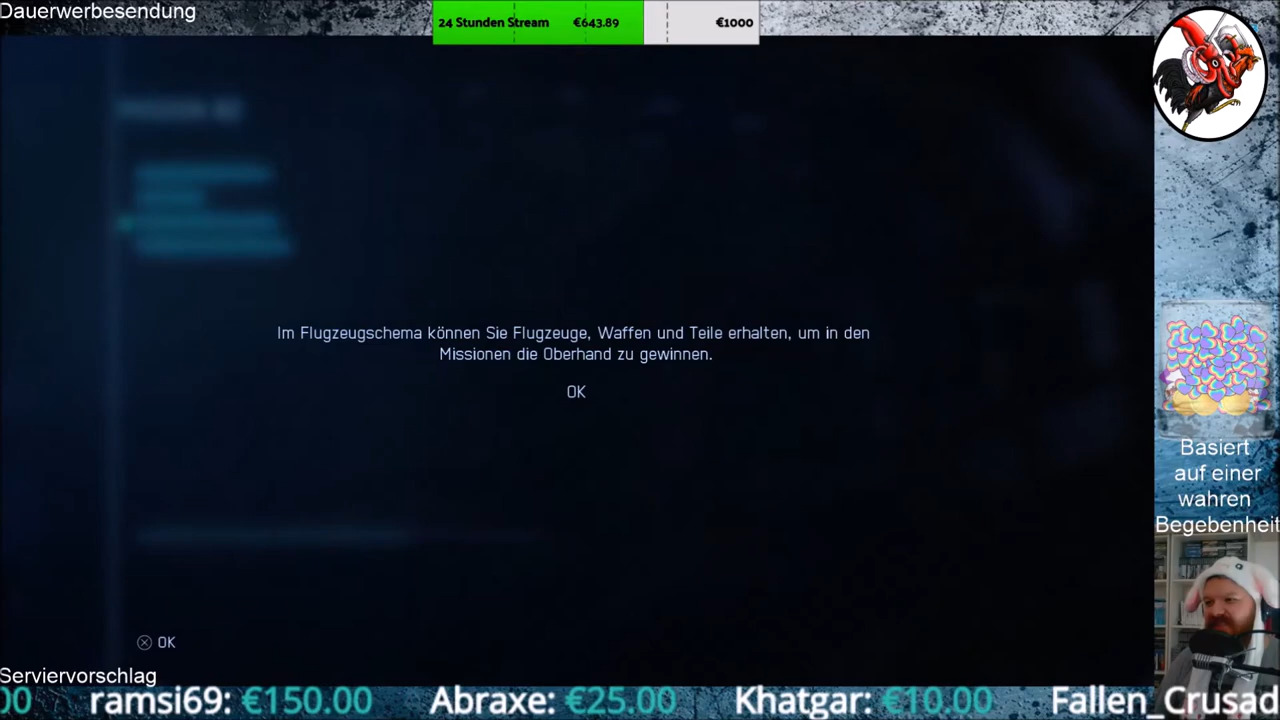 Dauerwerbesendung
24 Stunden Stream €643.89 €1000
Im Flugzeugschema können Sie Flugzeuge, Waffen und Teile erhalten, um in den
Missionen die Oberhand zu gewinnen.
OK
Basiert
auf einer
wahren
Begebenheit
OK
Serviervorschlag
00 ramsi69: €150.00 Abraxe: €25.00 Khatgar: €10.00 Fallen_Crusad